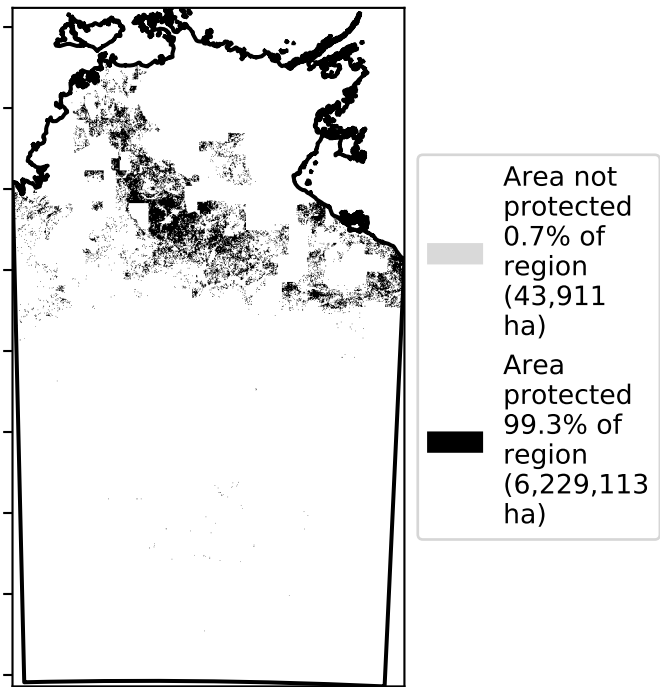 Area not
protected
0.7% of
region
(43,911
ha)
Area
protected
99.3% of
region
(6,229,113
ha)